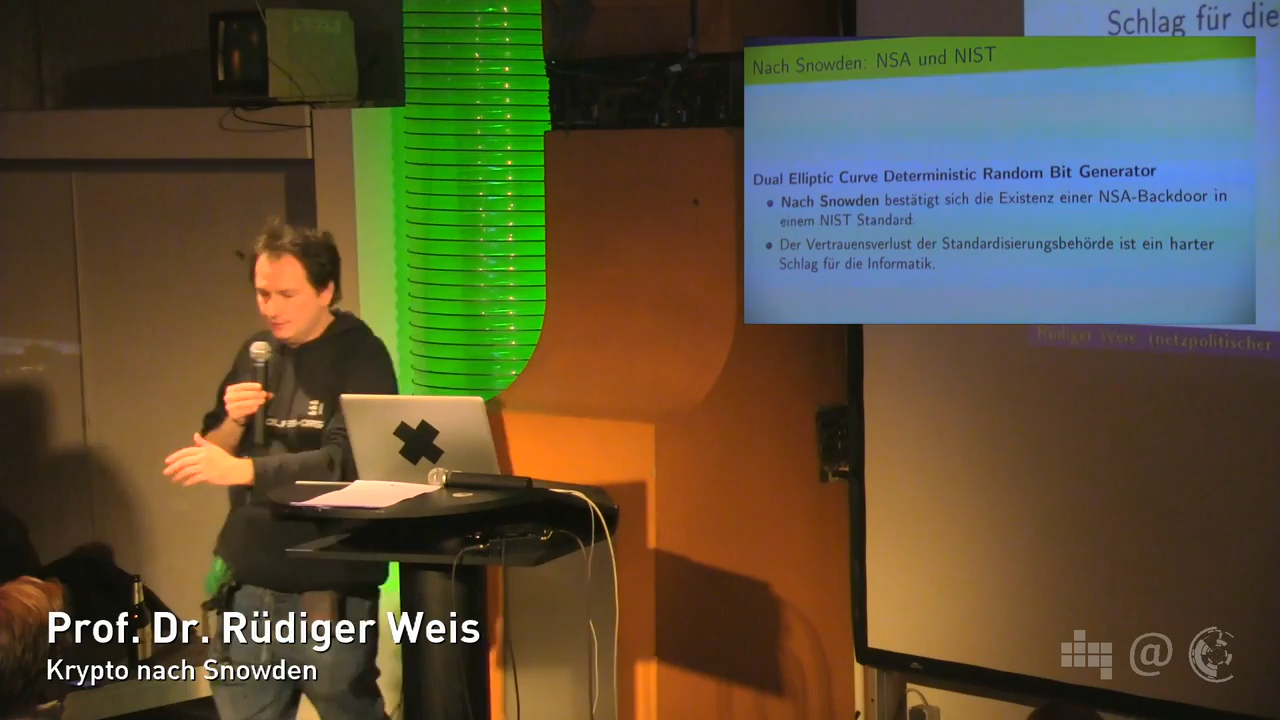 Schlag für die
Nach Snowden: NSA und NIST
Dual Elliptic Curve Deterministic Random Bit Generator
Nach Snowden bestätigt sich die Existenz einer NSA-Backdoor in
einem NIST Standard.
Der Vertrauensverlust der Standardisierungsbehörde ist ein harter
Schlag für die Informatik.
Rüdiger Weis (netzpolitischer
Prof. Dr. Rüdiger Weis
Krypto nach Snowden
@